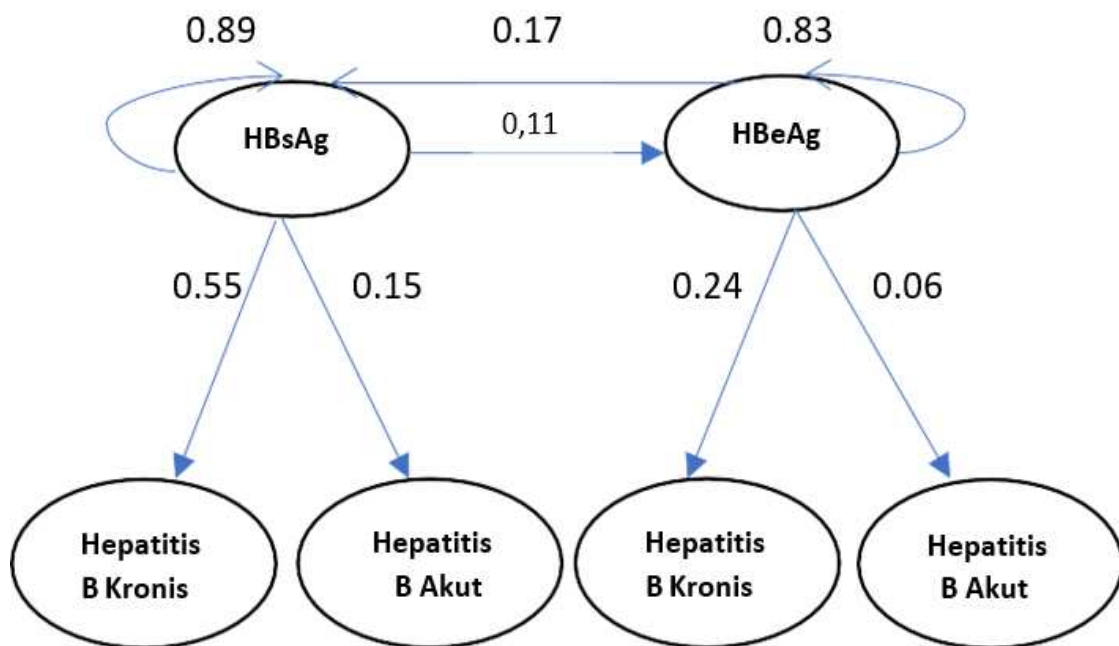 0.89
0.17
0.83
HBsAg
0,11
HBeAg
0.55
0.15
0.24
0.06
Hepatitis
B Kronis
Hepatitis
B Akut
Hepatitis
B Kronis
Hepatitis
B Akut